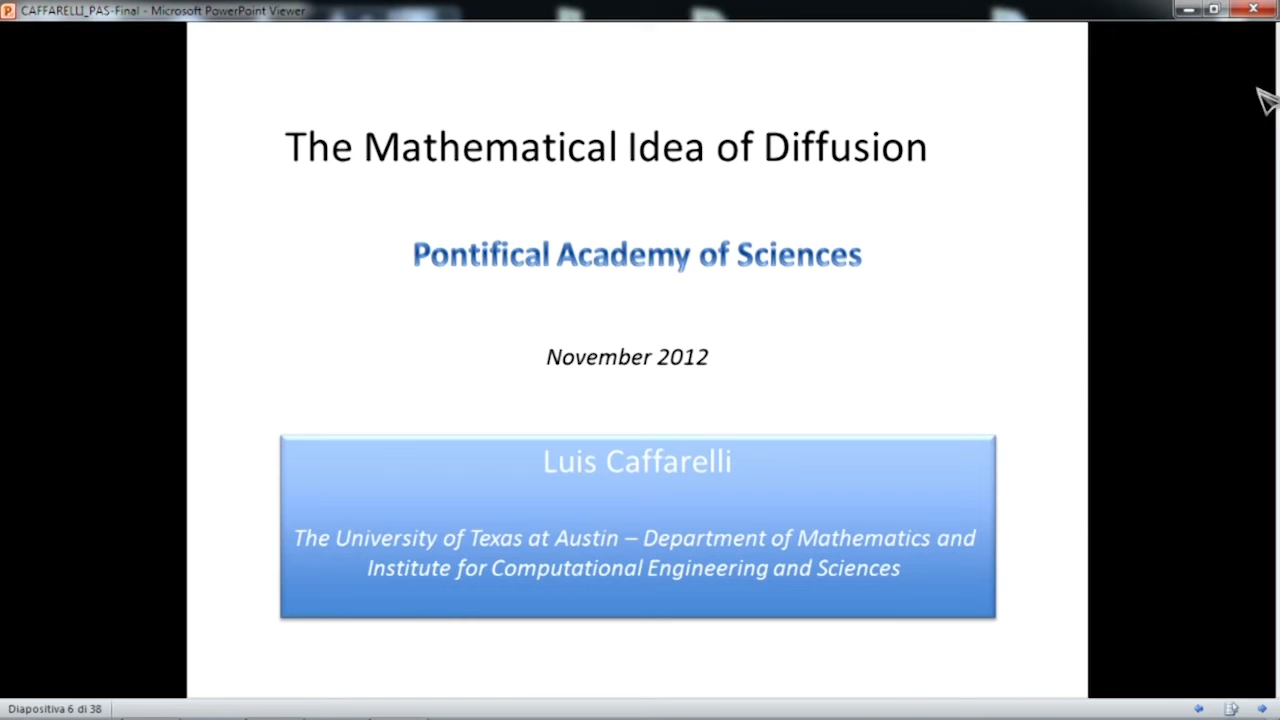 CAFFARELLI_PAS-Final - Microsoft PowerPoint Viewer
The Mathematical Idea of Diffusion
Pontifical Academy of Sciences
November 2012
Luis Caffarelli
The University of Texas at Austin – Department of Mathematics and
Institute for Computational Engineering and Sciences
Diapositiva 6 di 38